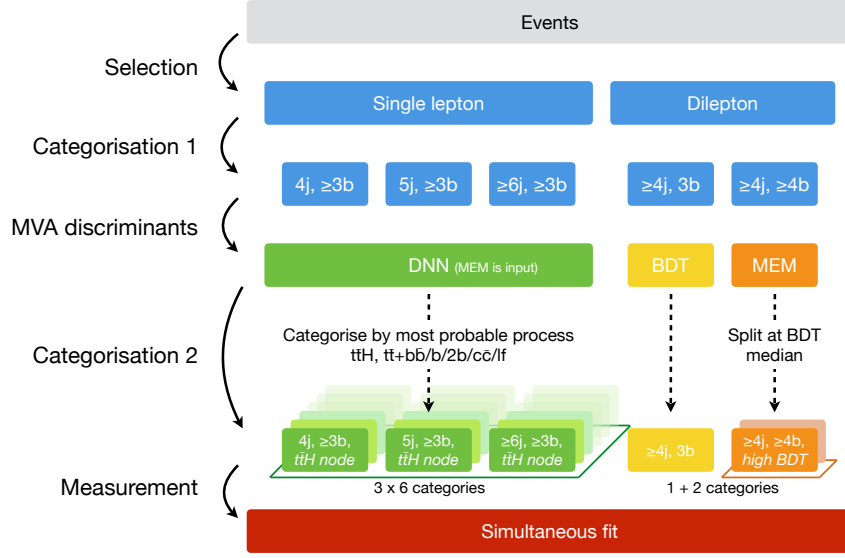 Events
Selection
Single lepton
Dilepton
Categorisation 1
4j, ≥3b
5j, ≥3b
≥6j, ≥3b
≥4j, 3b
≥4j, ≥4b
MVA discriminants
DNN (MEM is input)
BDT
MEM
Categorise by most probable process
tt̄H, tt̄+bb̄/b/2b/cc̄/lf
Split at BDT
median
Categorisation 2
4j, ≥3b,
tt̄H node
5j, ≥3b,
tt̄H node
≥6j, ≥3b,
tt̄H node
≥4j, 3b
≥4j, ≥4b,
high BDT
3 x 6 categories
1 + 2 categories
Measurement
Simultaneous fit